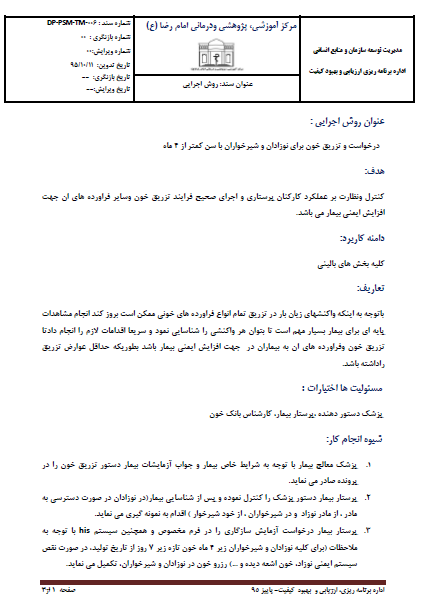 مرکز آموزشی، پژوهشی ودرمانی امام رضا (ع)
عنوان سند: روش اجرایی
مدیریت توسعه سازمان و منابع انسانی
اداره برنامه ریزی ارزیابی و بهبود کیفیت
شماره سند : DP-PSM-TM-۰۰۶
شماره بازنگری : ۰۰
شماره ویرایش:۰۰
تاریخ تدوین: ۹۵/۱۰/۱۱
تاریخ بازنگری: --
تاریخ ویرایش:--
عنوان روش اجرایی :
درخواست و تزریق خون برای نوزادان و شیرخواران با سن کمتر از ۴ ماه
هدف:
کنترل ونظارت بر عملکرد کارکنان پرستاری و اجرای صحیح فرایند تزریق خون وسایر فراورده های ان جهت
افزایش ایمنی بیمار می باشد.
دامنه کاربرد:
کلیه بخش های بالینی
تعاریف:
باتوجه به اینکه واکنشهای زیان بار در تزریق تمام انواع فراورده های خونی ممکن است بروز کند انجام مشاهدات
پایه ای برای بیمار بسیار مهم است تا بتوان هر واکنشی را شناسایی نمود و سریعا اقدامات لازم را انجام دادتا
تزریق خون وفراورده های ان به بیماران در جهت افزایش ایمنی بیمار باشد بطوریکه حداقل عوارض تزریق
راداشته باشد.
مسئولیت ها اختیارات :
پزشک دستور دهنده ،پرستار بیمار، کارشناس بانک خون
شیوه انجام کار:
۱. پزشک معالج بیمار با توجه به شرایط خاص بیمار و جواب آزمایشات بیمار دستور تزریق خون را در
پرونده صادر می نماید.
۲. پرستار بیمار دستور پزشک را کنترل نموده و پس از شناسایی بیمار(در نوزادان در صورت دسترسی به
مادر ، از مادر نوزاد و در شیرخواران ، از خود شیرخوار ) اقدام به نمونه گیری می نماید.
۳. پرستار بیمار درخواست آزمایش سازگاری را در فرم مخصوص و همچنین سیستم his با توجه به
ملاحظات (برای کلیه نوزادان و شیرخواران زیر ۴ ماه خون تازه زیر ۷ روز از تاریخ تولید، در صورت نقص
سیستم ایمنی نوزاد، خون اشعه دیده و ...) رزرو خون در نوزادان و شیرخواران، تکمیل می نماید.
اداره برنامه ریزی، ارزیابی و بهبود کیفیت- پاییز ۹۵
صفحه ۱ از۳